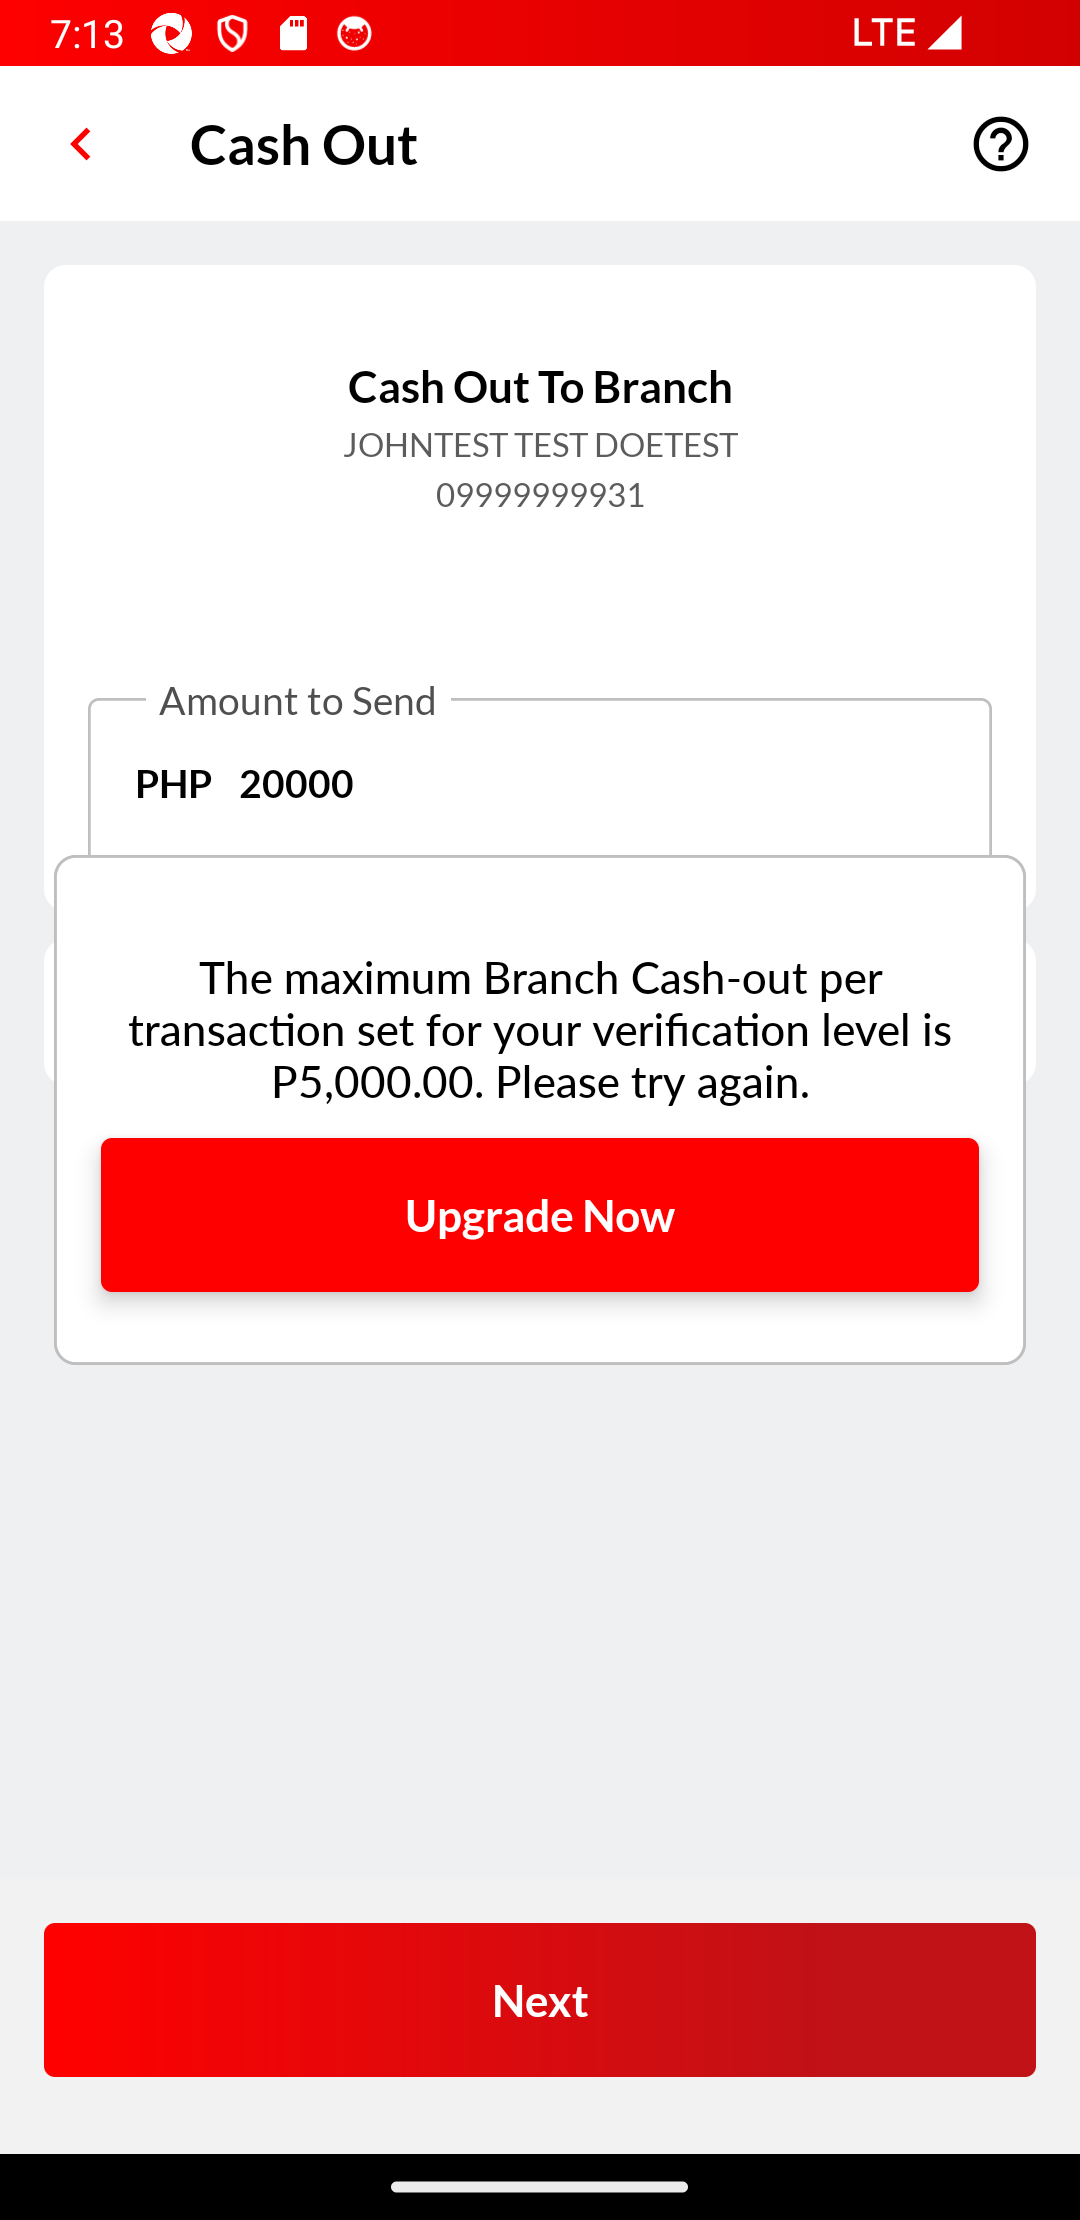 7:13 LTE
Cash Out
Cash Out To Branch
JOHNTEST TEST DOETEST
09999999931
Amount to Send
PHP 20000
The maximum Branch Cash-out per
transaction set for your verification level is
P5,000.00. Please try again.
Upgrade Now
Next